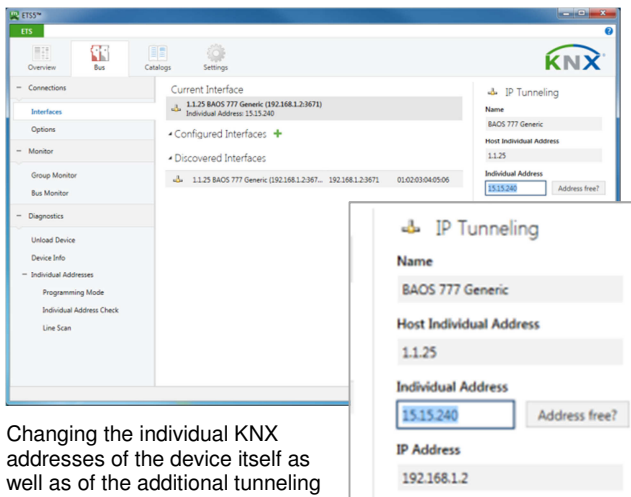 ETS5™
ETS
Overview
Bus
Catalogs
Settings
KNX
Connections
Interfaces
Options
Monitor
Group Monitor
Bus Monitor
Diagnostics
Unload Device
Device Info
Individual Addresses
Programming Mode
Individual Address Check
Line Scan
Current Interface
1.1.25 BAOS 777 Generic (192.168.1.2:3671)
Individual Address: 15.15.240
Configured Interfaces +
Discovered Interfaces
1.1.25 BAOS 777 Generic (192.168.1.2:367... 192.168.1.2:3671 01:02:03:04:05:06
IP Tunneling
Name
BAOS 777 Generic
Host Individual Address
1.1.25
Individual Address
15.15.240 Address free?
IP Tunneling
Name
BAOS 777 Generic
Host Individual Address
1.1.25
Individual Address
15.15.240 Address free?
IP Address
192.168.1.2
Changing the individual KNX
addresses of the device itself as
well as of the additional tunneling